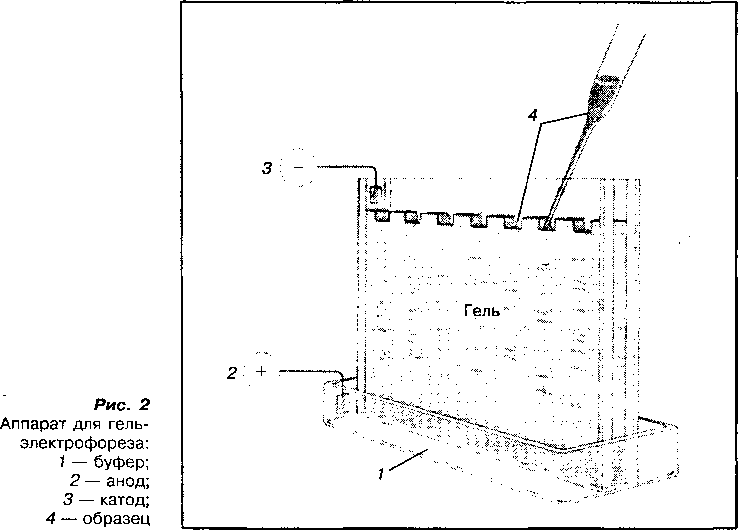 4
3 −
Гель
2 +
1
Рис. 2
Аппарат для гель-
электрофореза:
1 — буфер;
2 — анод;
3 — катод;
4 — образец